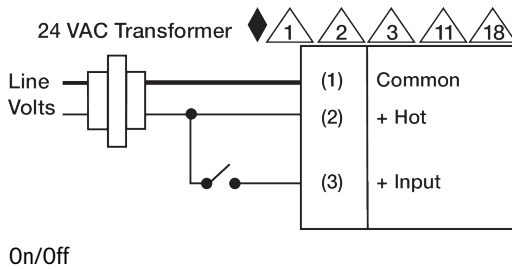 24 VAC Transformer 1 2 3 11 18
Line (1) Common
Volts (2) + Hot
(3) + Input
On/Off